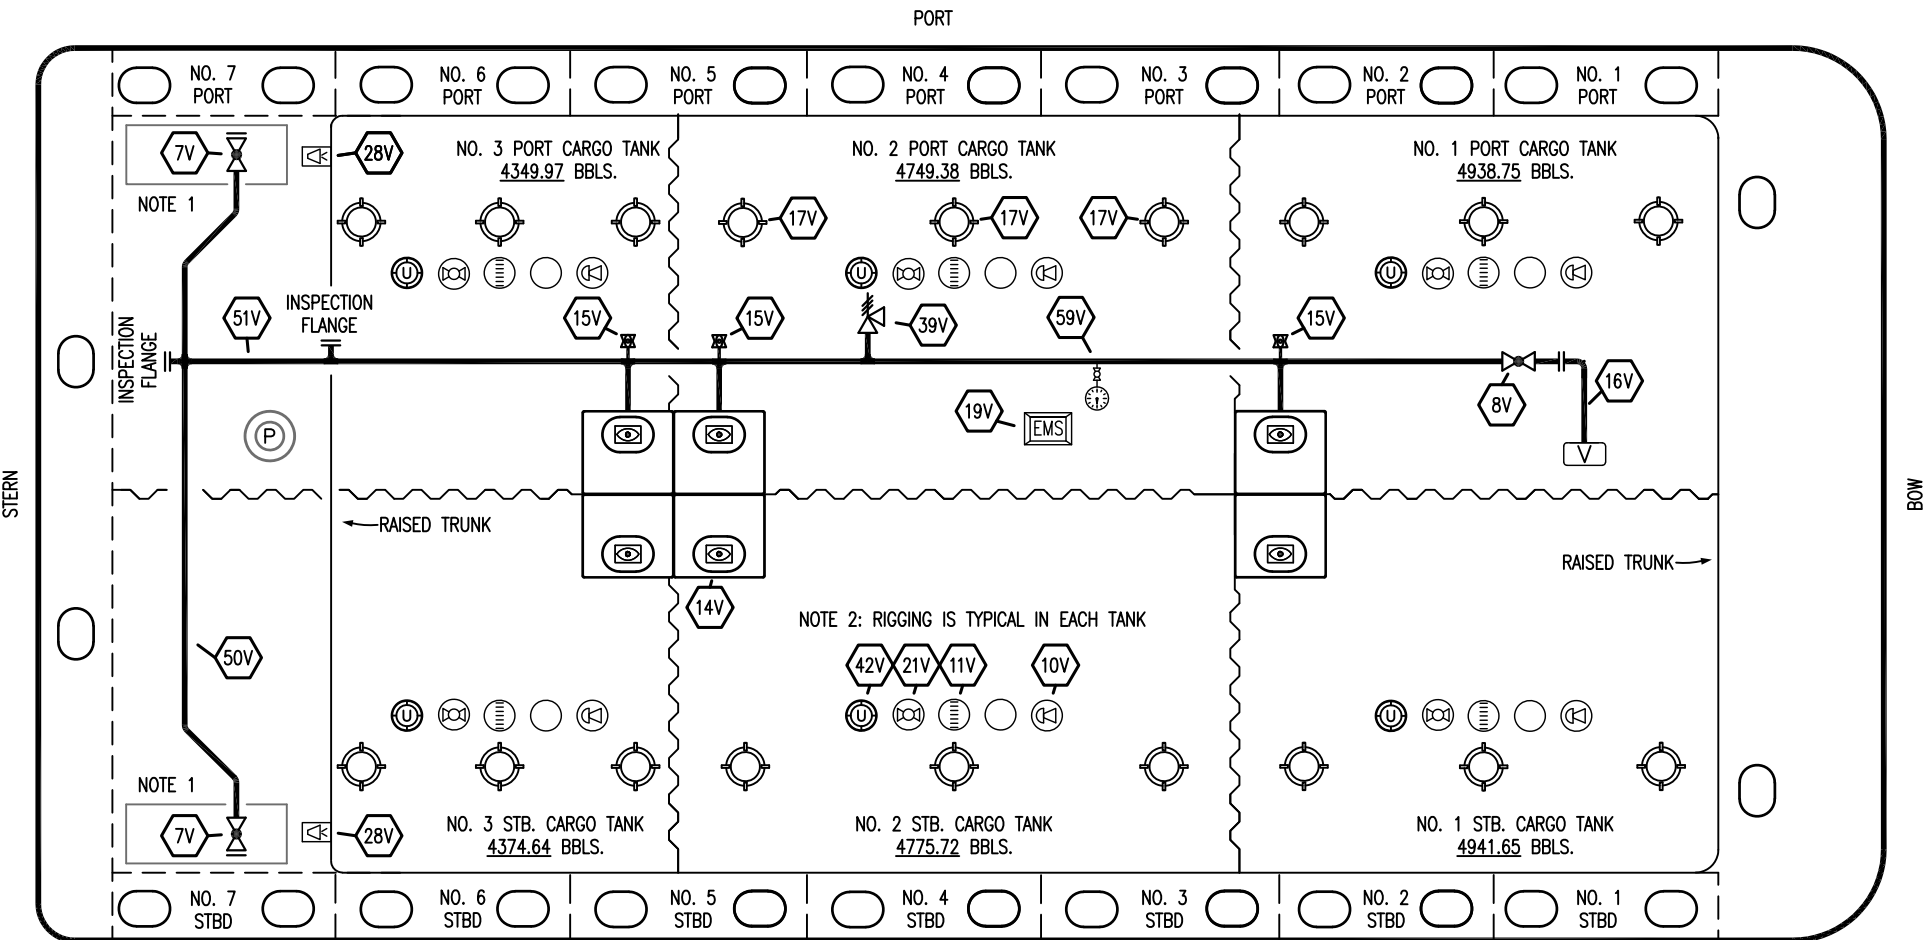 PORT
NO. 7
PORT
NO. 6
PORT
NO. 5
PORT
NO. 4
PORT
NO. 3
PORT
NO. 2
PORT
NO. 1
PORT
7V
28V
NO. 3 PORT CARGO TANK
4349.97 BBLS.
NO. 2 PORT CARGO TANK
4749.38 BBLS.
NO. 1 PORT CARGO TANK
4938.75 BBLS.
NOTE 1
17V
17V
17V
U
U
U
51V
INSPECTION
FLANGE
15V
15V
39V
59V
15V
INSPECTION
FLANGE
16V
8V
19V
EMS
P
V
STERN
BOW
RAISED TRUNK
RAISED TRUNK
14V
NOTE 2: RIGGING IS TYPICAL IN EACH TANK
50V
42V
21V
11V
10V
U
U
U
NOTE 1
7V
28V
NO. 3 STB. CARGO TANK
4374.64 BBLS.
NO. 2 STB. CARGO TANK
4775.72 BBLS.
NO. 1 STB. CARGO TANK
4941.65 BBLS.
NO. 7
STBD
NO. 6
STBD
NO. 5
STBD
NO. 4
STBD
NO. 3
STBD
NO. 2
STBD
NO. 1
STBD